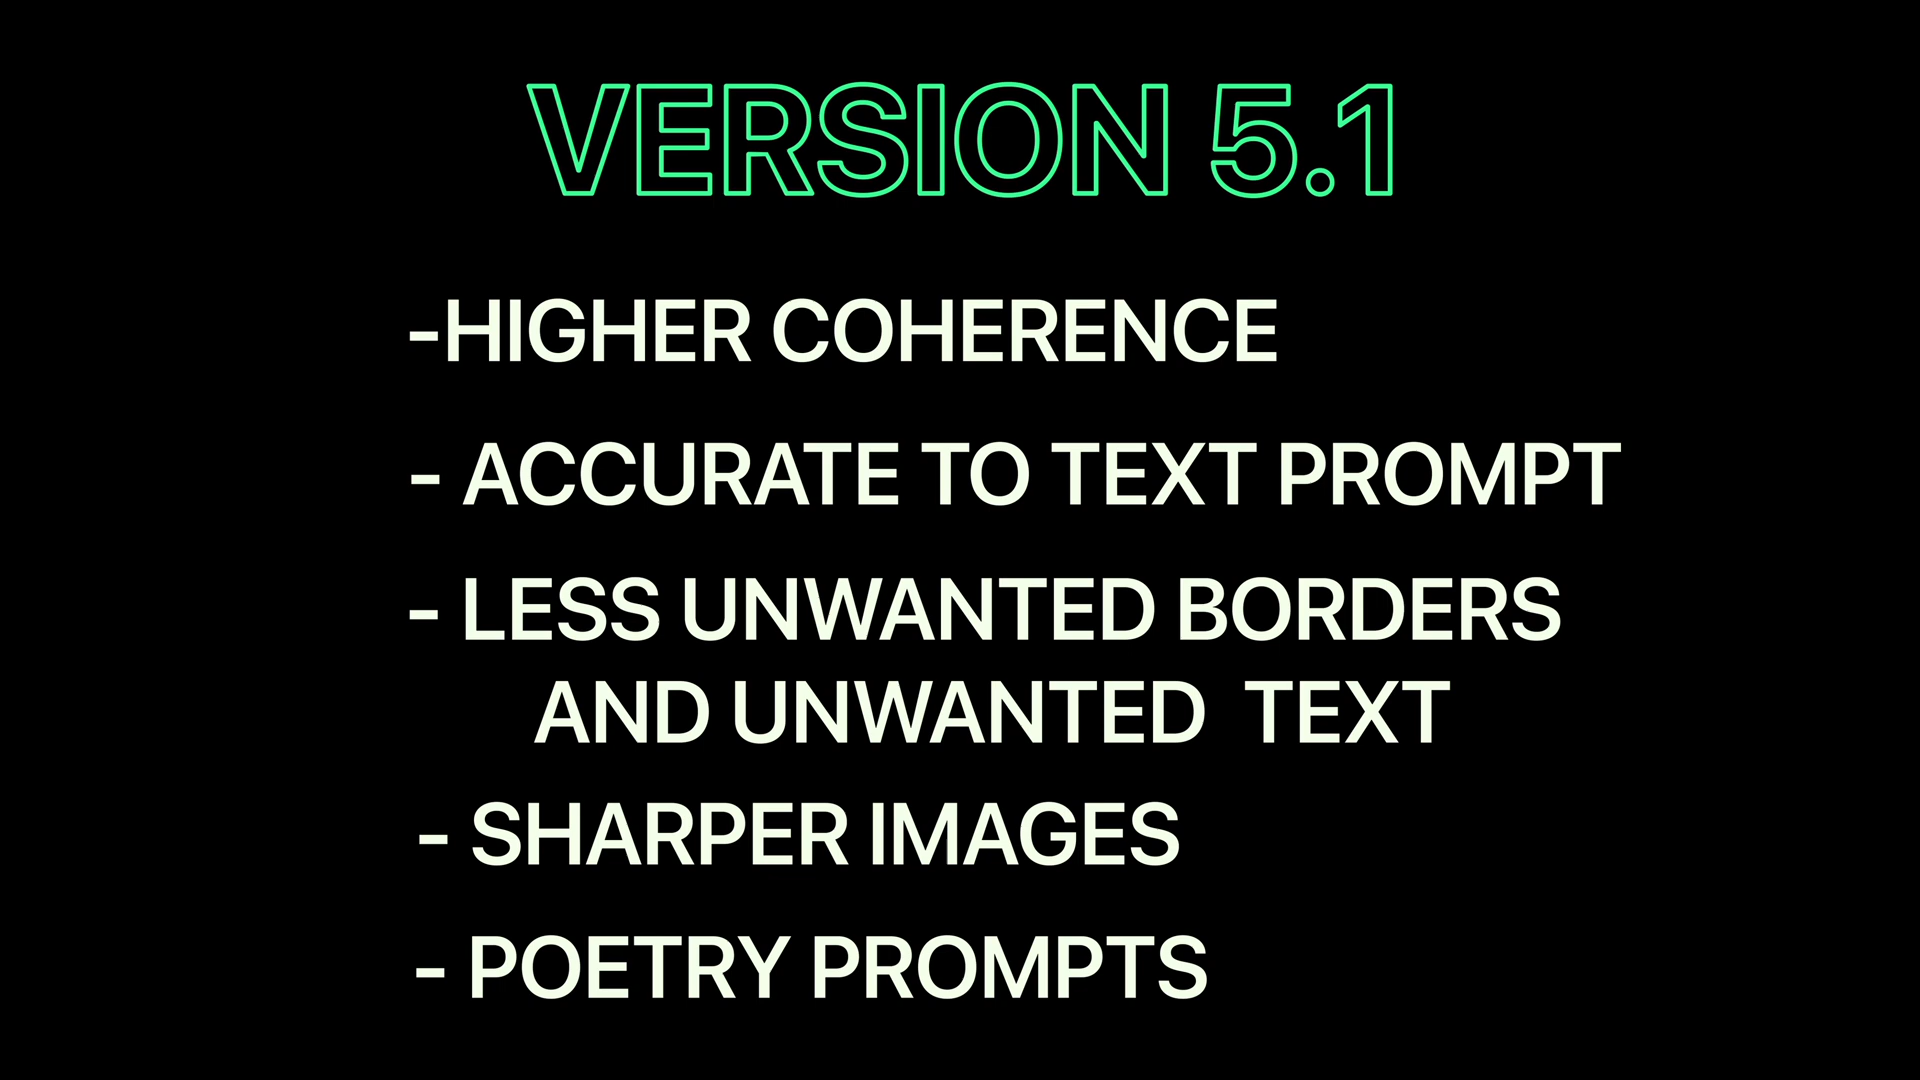 VERSION 5.1
-HIGHER COHERENCE
- ACCURATE TO TEXT PROMPT
- LESS UNWANTED BORDERS
AND UNWANTED  TEXT
- SHARPER IMAGES
- POETRY PROMPTS